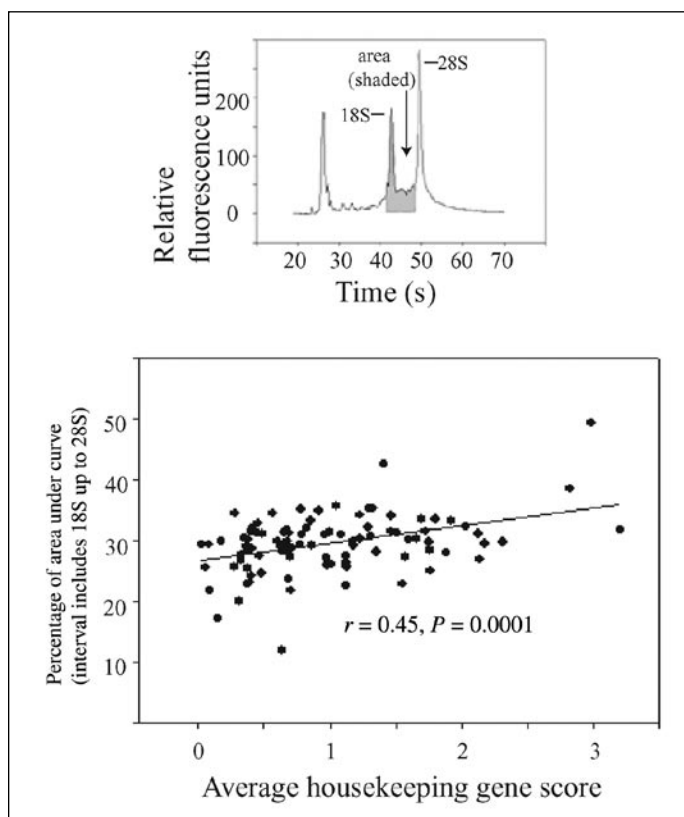 area
(shaded)
28S
18S
200
100
0
Relative
fluorescence units
20 30 40 50 60 70
Time (s)
50
40
30
20
10
Percentage of area under curve
(interval includes 18S up to 28S)
r = 0.45, P = 0.0001
0 1 2 3
Average housekeeping gene score